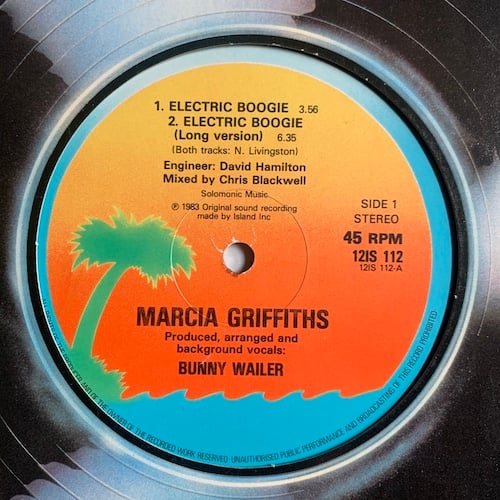 1. ELECTRIC BOOGIE 3.56
2. ELECTRIC BOOGIE
(Long version) 6.35
(Both tracks: N. Livingston)
Engineer: David Hamilton
Mixed by Chris Blackwell
Solomonic Music
℗ 1983 Original sound recording
made by Island Inc
SIDE 1
STEREO
45 RPM
12IS 112
12IS 112-A
MARCIA GRIFFITHS
Produced, arranged and
background vocals:
BUNNY WAILER
PRODUCER AND OF THE OWNER OF THE RECORDED WORK RESERVED · UNAUTHORISED PUBLIC PERFORMANCE AND BROADCASTING OF THIS RECORD PROHIBITED·